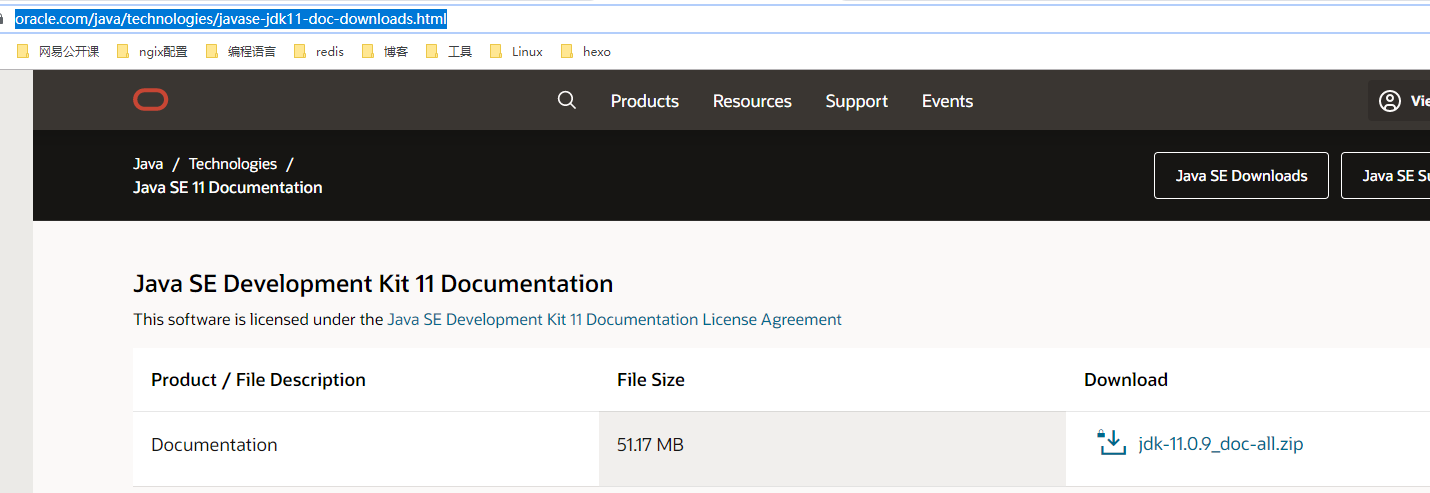 oracle.com/java/technologies/javase-jdk11-doc-downloads.html
网易公开课 ngix配置 编程语言 redis 博客 工具 Linux hexo
Products Resources Support Events Vie
Java / Technologies /
Java SE 11 Documentation
Java SE Downloads Java SE Su
Java SE Development Kit 11 Documentation
This software is licensed under the Java SE Development Kit 11 Documentation License Agreement
Product / File Description File Size Download
Documentation 51.17 MB jdk-11.0.9_doc-all.zip